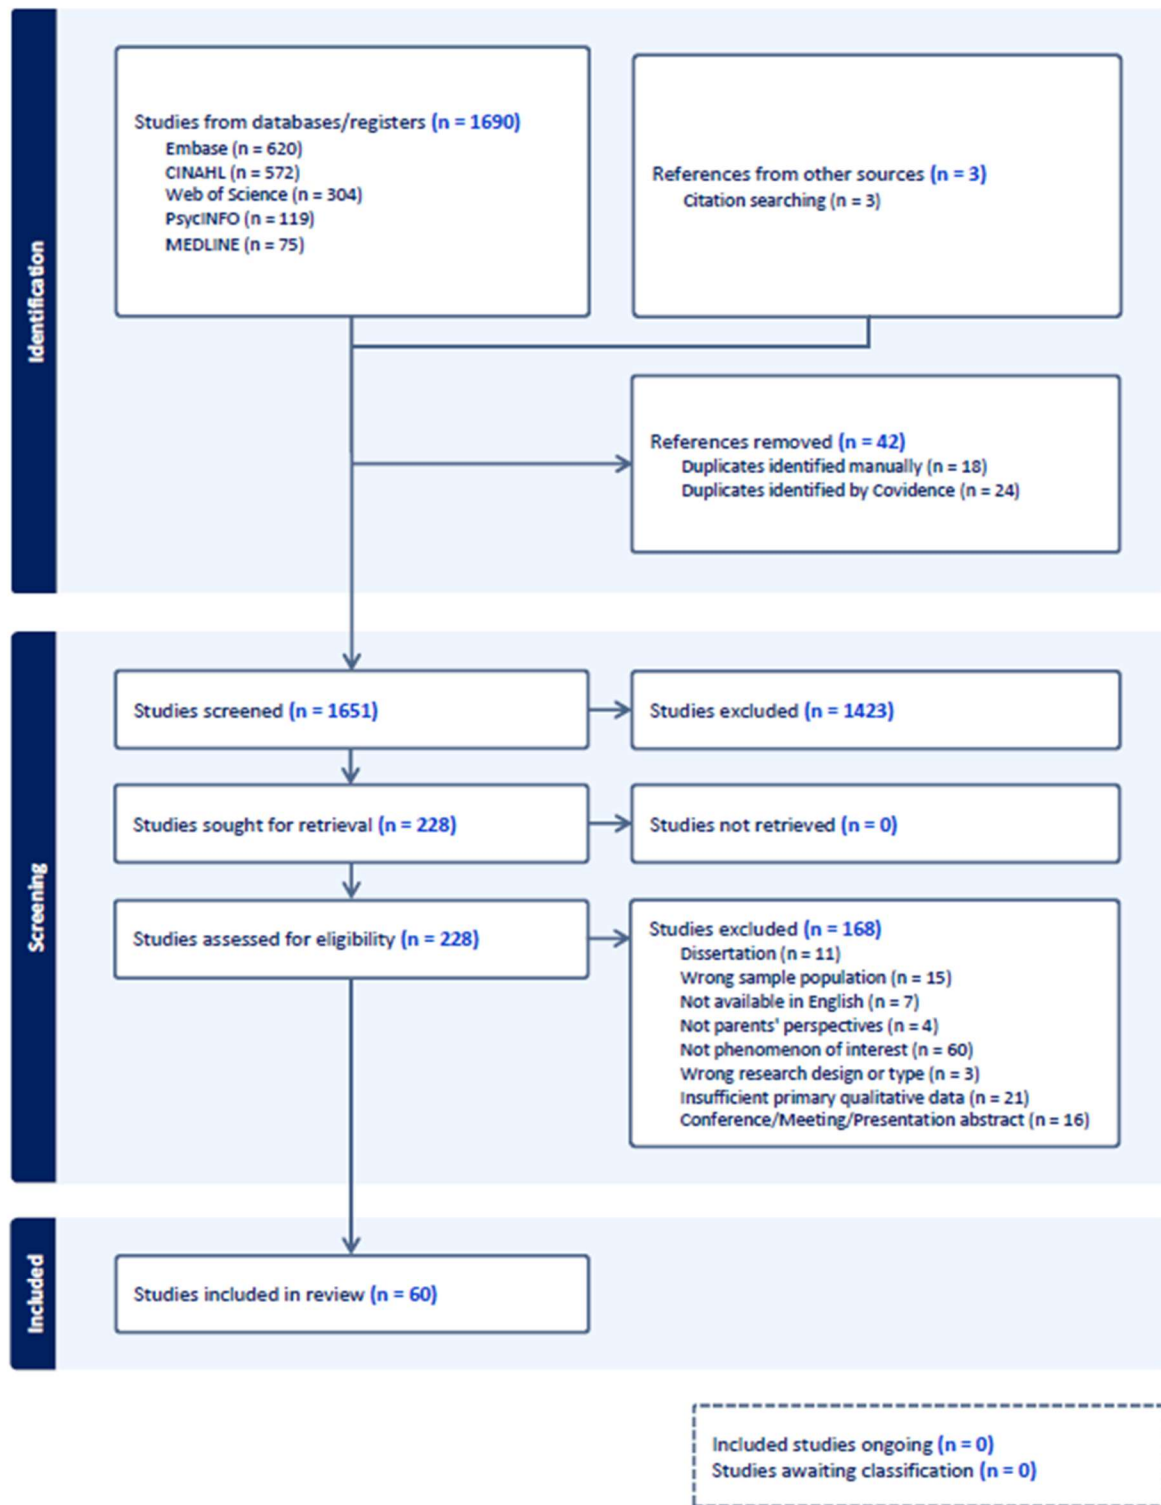 Identification
Studies from databases/registers (n = 1690)
Embase (n = 620)
CINAHL (n = 572)
Web of Science (n = 304)
PsycINFO (n = 119)
MEDLINE (n = 75)
References from other sources (n = 3)
Citation searching (n = 3)
References removed (n = 42)
Duplicates identified manually (n = 18)
Duplicates identified by Covidence (n = 24)
Screening
Studies screened (n = 1651)
Studies excluded (n = 1423)
Studies sought for retrieval (n = 228)
Studies not retrieved (n = 0)
Studies assessed for eligibility (n = 228)
Studies excluded (n = 168)
Dissertation (n = 11)
Wrong sample population (n = 15)
Not available in English (n = 7)
Not parents' perspectives (n = 4)
Not phenomenon of interest (n = 60)
Wrong research design or type (n = 3)
Insufficient primary qualitative data (n = 21)
Conference/Meeting/Presentation abstract (n = 16)
Included
Studies included in review (n = 60)
Included studies ongoing (n = 0)
Studies awaiting classification (n = 0)